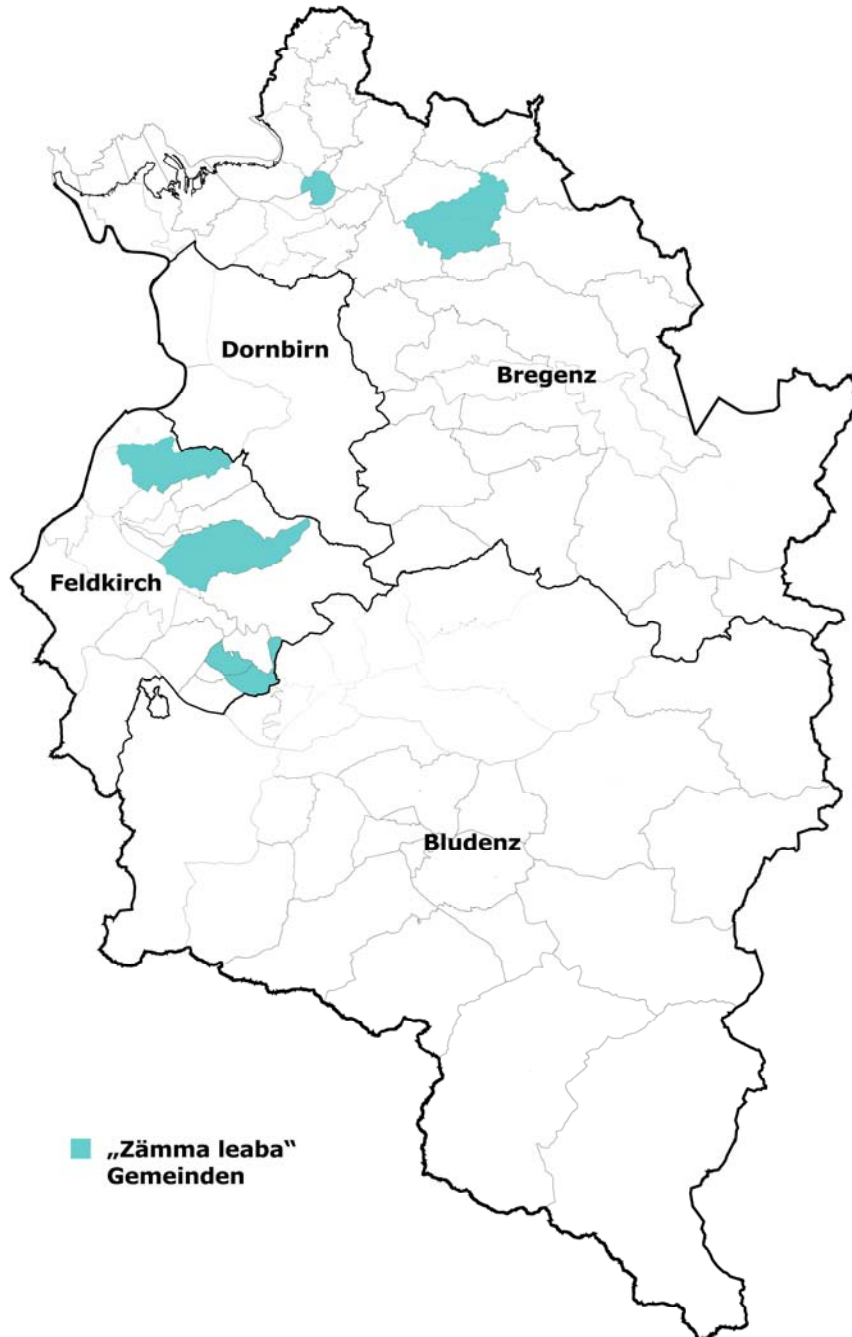 Dornbirn
Bregenz
Feldkirch
Bludenz
„Zämma leaba“
Gemeinden